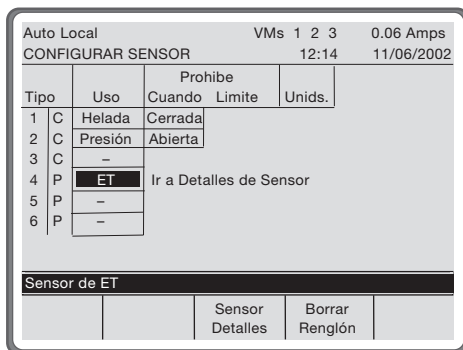 Auto Local VMs 1 2 3 0.06 Amps
CONFIGURAR SENSOR 12:14 11/06/2002
Prohibe
Tipo Uso Cuando Limite Unids.
1 C Helada Cerrada
2 C Presión Abierta
3 C –
4 P ET Ir a Detalles de Sensor
5 P –
6 P –
Sensor de ET
Sensor Borrar
Detalles Renglón